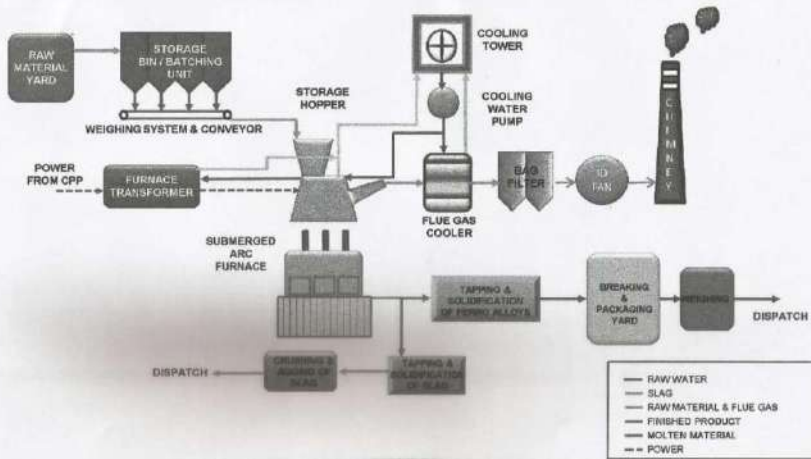 RAW
MATERIAL
YARD
STORAGE
BIN / BATCHING
UNIT
WEIGHING SYSTEM & CONVEYOR
STORAGE
HOPPER
COOLING
TOWER
COOLING
WATER
PUMP
CHIMNEY
POWER
FROM CPP
FURNACE
TRANSFORMER
FLUE GAS
COOLER
BAG
FILTER
ID
FAN
SUBMERGED
ARC
FURNACE
TAPPING &
SOLIDIFICATION
OF FERRO ALLOYS
BREAKING
&
PACKAGING
YARD
WEIGHING
DISPATCH
DISPATCH
CRUSHING &
OF SLAG
TAPPING &
SOLIDIFICATION
OF SLAG
RAW WATER
SLAG
RAW MATERIAL & FLUE GAS
FINISHED PRODUCT
MOLTEN MATERIAL
POWER